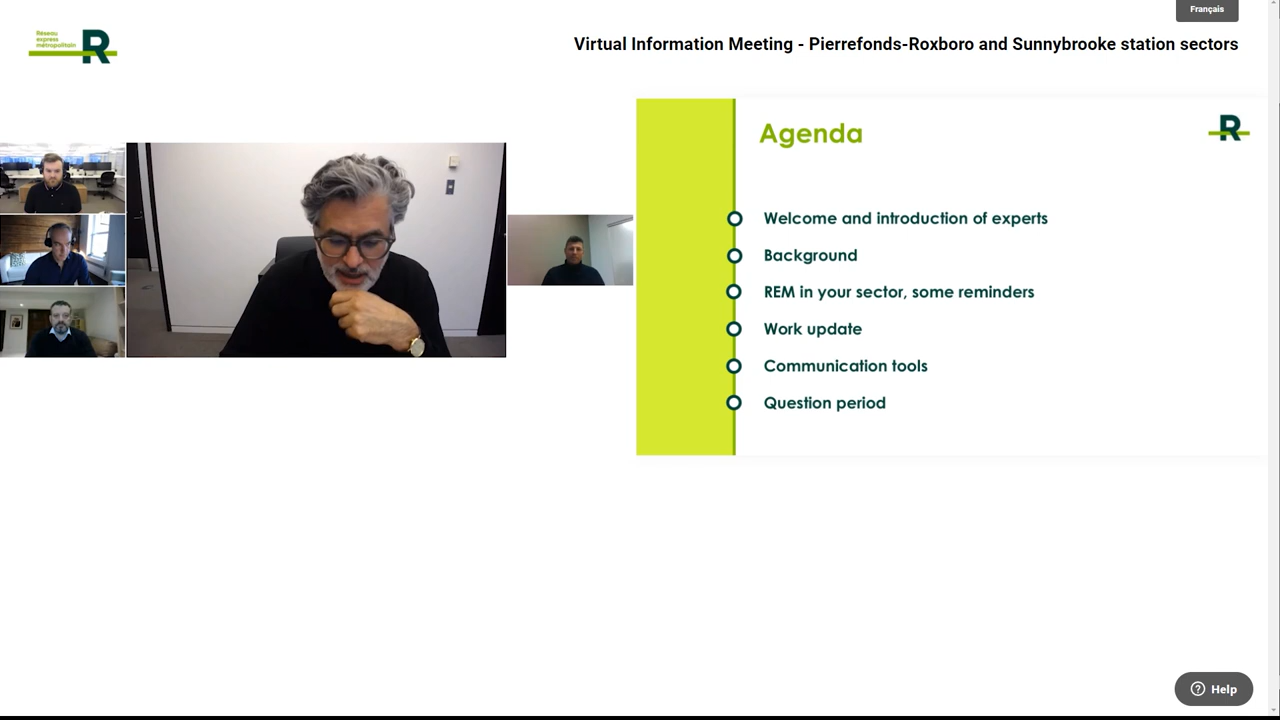 Français
Réseau
express
métropolitain
R
Virtual Information Meeting - Pierrefonds-Roxboro and Sunnybrooke station sectors
Agenda
R
Welcome and introduction of experts
Background
REM in your sector, some reminders
Work update
Communication tools
Question period
Help